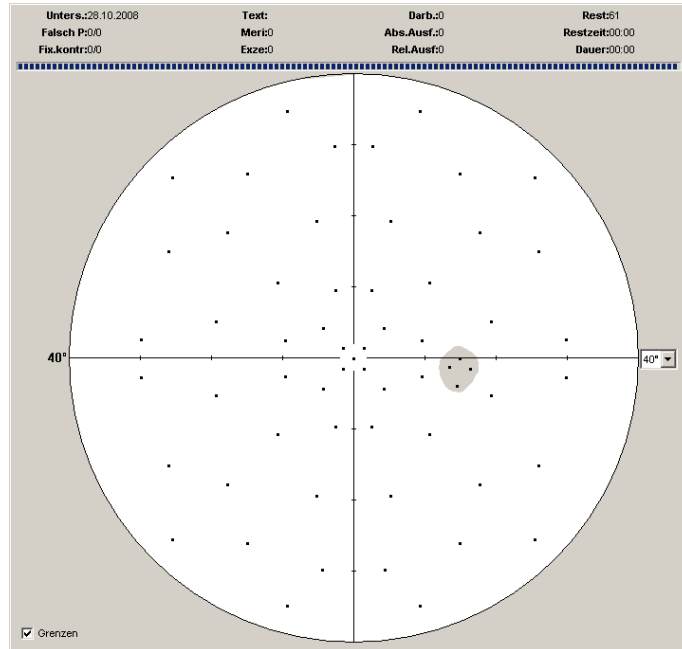 Unters.:28.10.2008 Text: Darb.:0 Rest:61
Falsch P:0/0 Meri:0 Abs.Ausf.:0 Restzeit:00:00
Fix.kontr:0/0 Exze:0 Rel.Ausf:0 Dauer:00:00
40° 40°
Grenzen